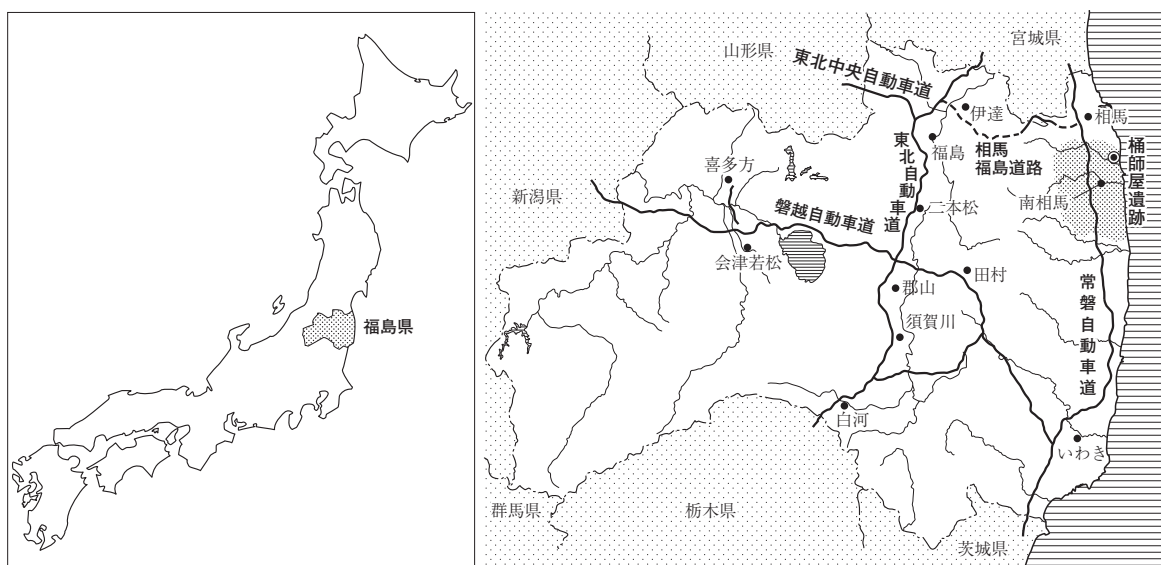 福島県
山形県
宮城県
東北中央自動車道
伊達
相馬
福島
相馬
福島道路
桶師屋遺跡
東北自動車道
喜多方
新潟県
南相馬
二本松
磐越自動車道
会津若松
田村
郡山
常磐自動車道
須賀川
白河
いわき
群馬県
栃木県
茨城県